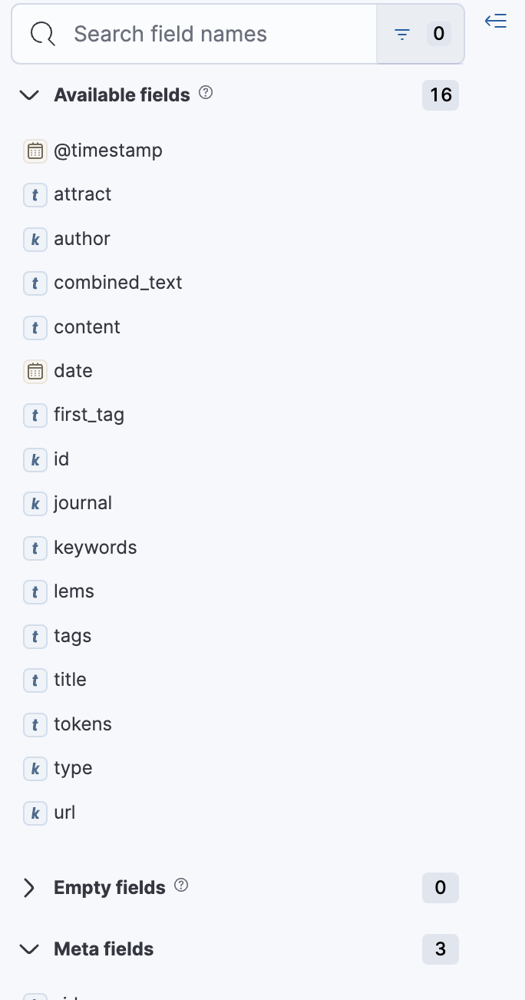 Search field names 0
Available fields 16
@timestamp
t attract
k author
t combined_text
t content
date
t first_tag
k id
k journal
t keywords
t lems
t tags
t title
t tokens
k type
k url
Empty fields 0
Meta fields 3